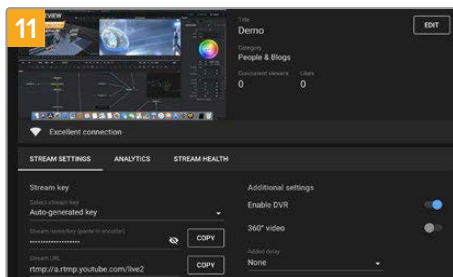 11
Title
Demo
EDIT
Category
People & Blogs
Concurrent viewers Likes
0 0
Excellent connection
STREAM SETTINGS ANALYTICS STREAM HEALTH
Stream key
Select stream key
Auto-generated key
Stream name/key (paste in encoder)
COPY
Stream URL
rtmp://a.rtmp.youtube.com/live2
COPY
Additional settings
Enable DVR
360° video
Added delay
None